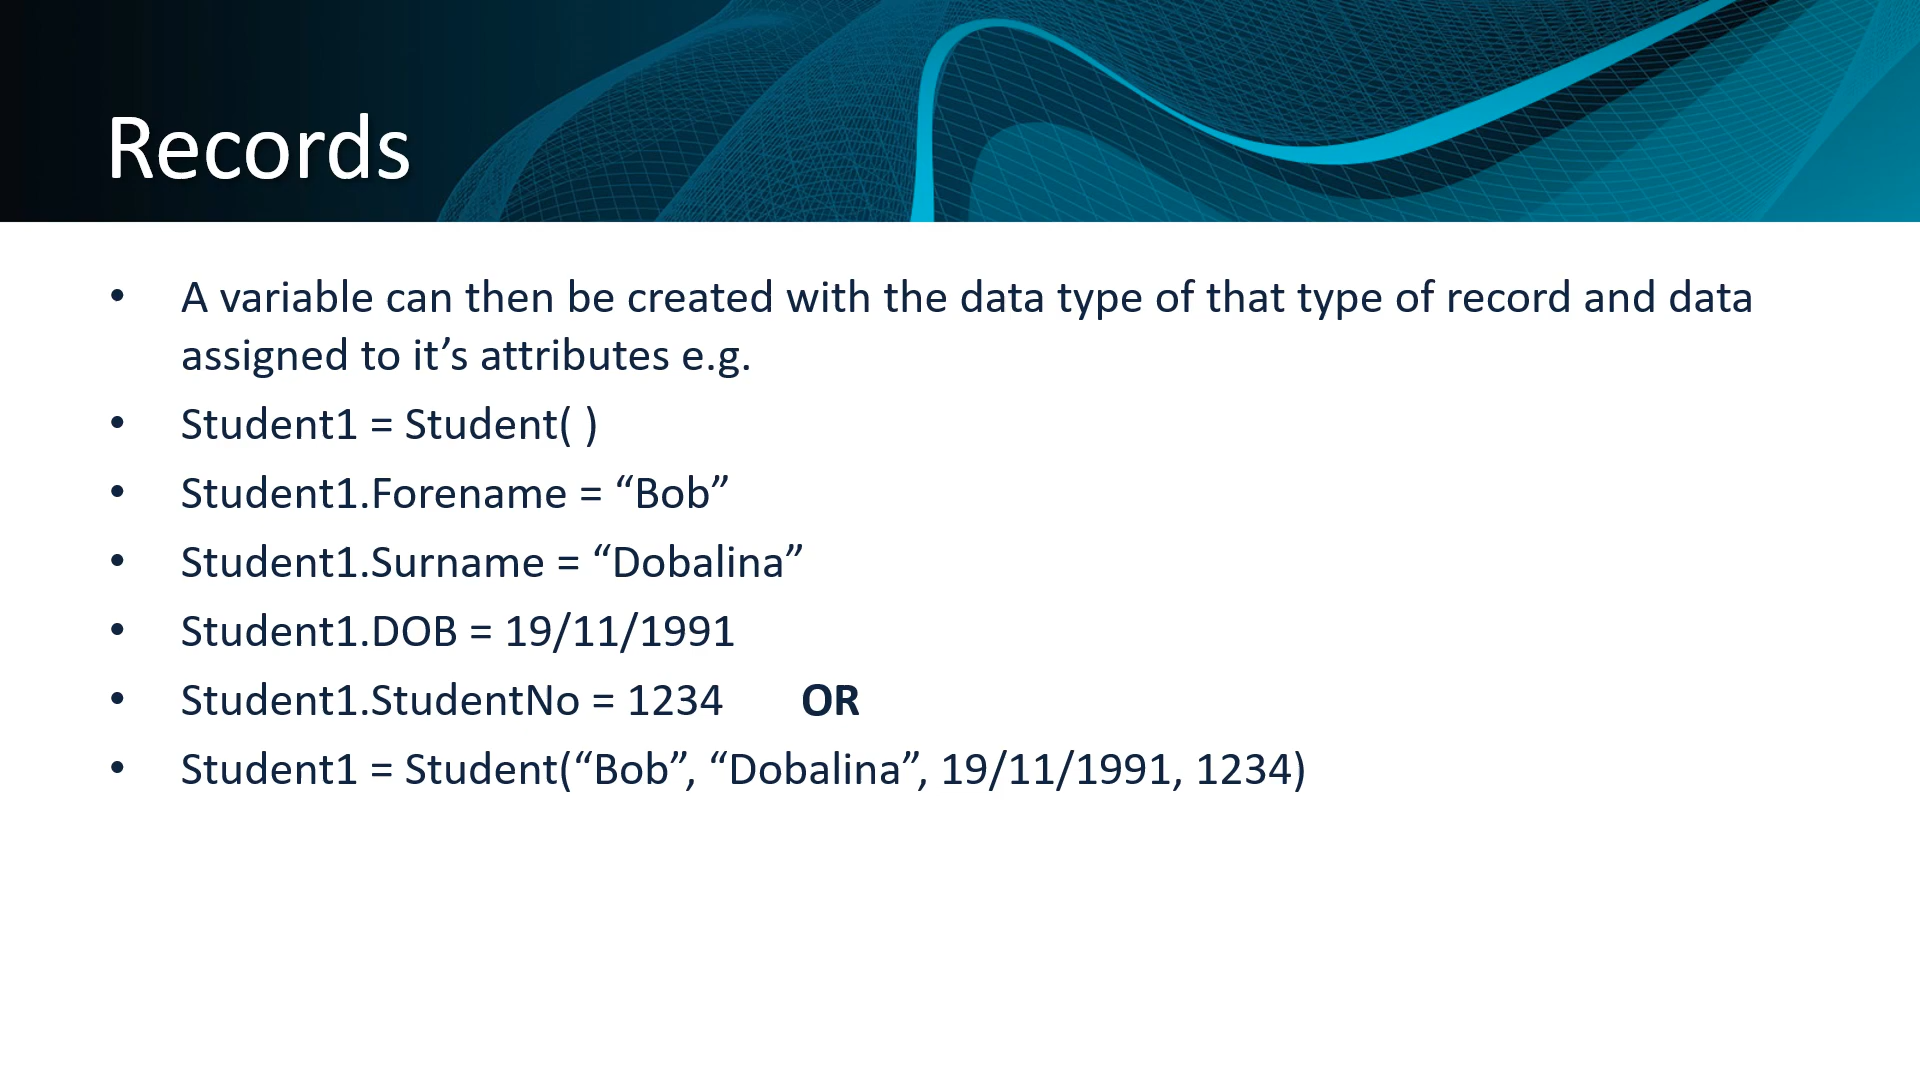 Records
• A variable can then be created with the data type of that type of record and data
assigned to it’s attributes e.g.
• Student1 = Student( )
• Student1.Forename = “Bob”
• Student1.Surname = “Dobalina”
• Student1.DOB = 19/11/1991
• Student1.StudentNo = 1234 OR
• Student1 = Student(“Bob”, “Dobalina”, 19/11/1991, 1234)